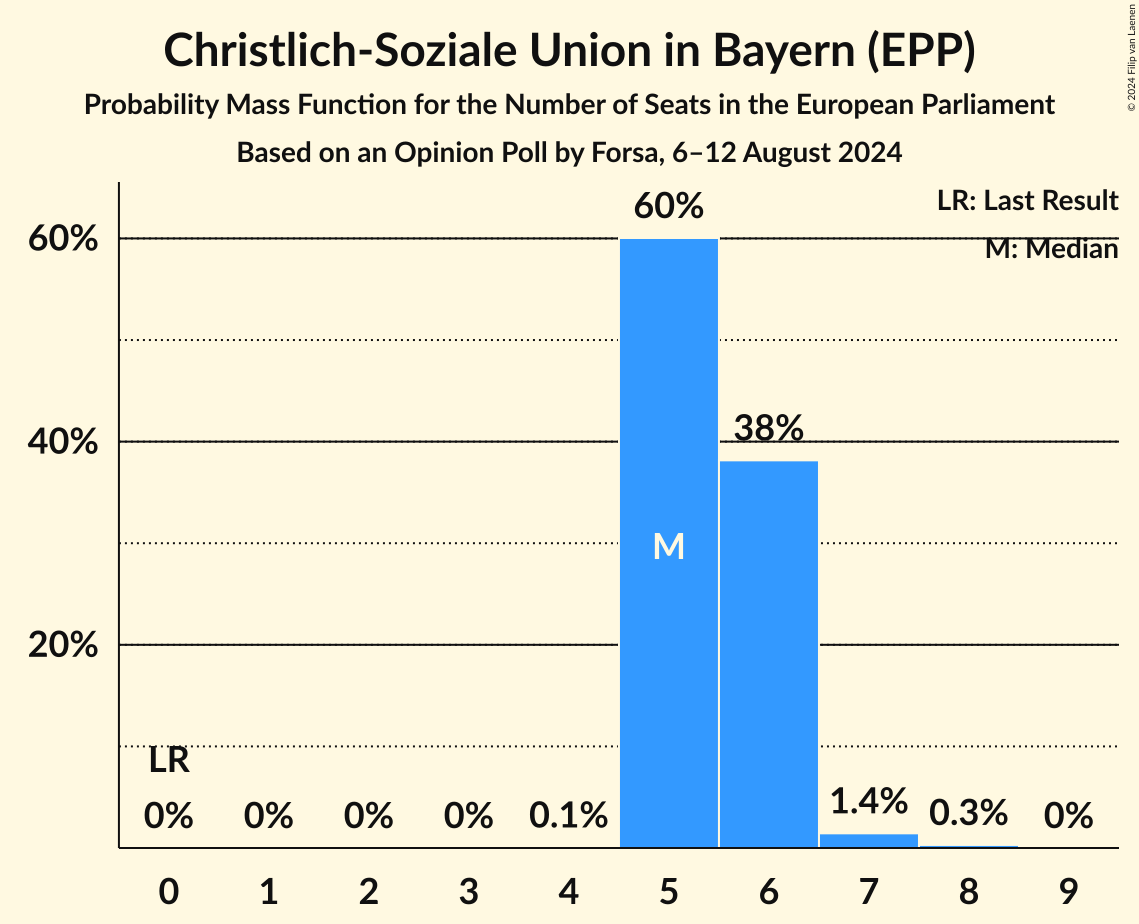 Christlich-Soziale Union in Bayern (EPP)
Probability Mass Function for the Number of Seats in the European Parliament
Based on an Opinion Poll by Forsa, 6–12 August 2024
© 2024 Filip van Laenen
LR: Last Result
M: Median
60%
40%
20%
60%
38%
M
LR
0%
0%
0%
0%
0.1%
1.4%
0.3%
0%
0
1
2
3
4
5
6
7
8
9